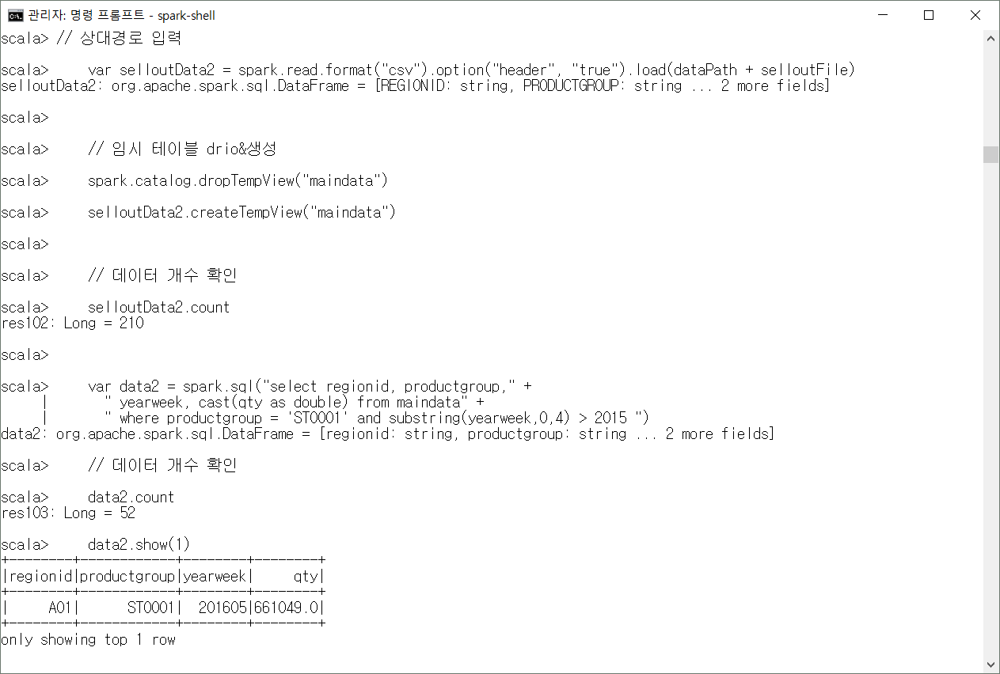 관리자: 명령 프롬프트 - spark-shell
scala> // 상대경로 입력
scala>     var selloutData2 = spark.read.format("csv").option("header", "true").load(dataPath + selloutFile)
selloutData2: org.apache.spark.sql.DataFrame = [REGIONID: string, PRODUCTGROUP: string ... 2 more fields]
scala>
scala>     // 임시 테이블 drio&생성
scala>     spark.catalog.dropTempView("maindata")
scala>     selloutData2.createTempView("maindata")
scala>
scala>     // 데이터 개수 확인
scala>     selloutData2.count
res102: Long = 210
scala>
scala>     var data2 = spark.sql("select regionid, productgroup," +
     |       " yearweek, cast(qty as double) from maindata" +
     |       " where productgroup = 'ST0001' and substring(yearweek,0,4) > 2015 ")
data2: org.apache.spark.sql.DataFrame = [regionid: string, productgroup: string ... 2 more fields]
scala>     // 데이터 개수 확인
scala>     data2.count
res103: Long = 52
scala>     data2.show(1)
+--------+------------+--------+--------+
|regionid|productgroup|yearweek|     qty|
+--------+------------+--------+--------+
|     A01|      ST0001|  201605|661049.0|
+--------+------------+--------+--------+
only showing top 1 row